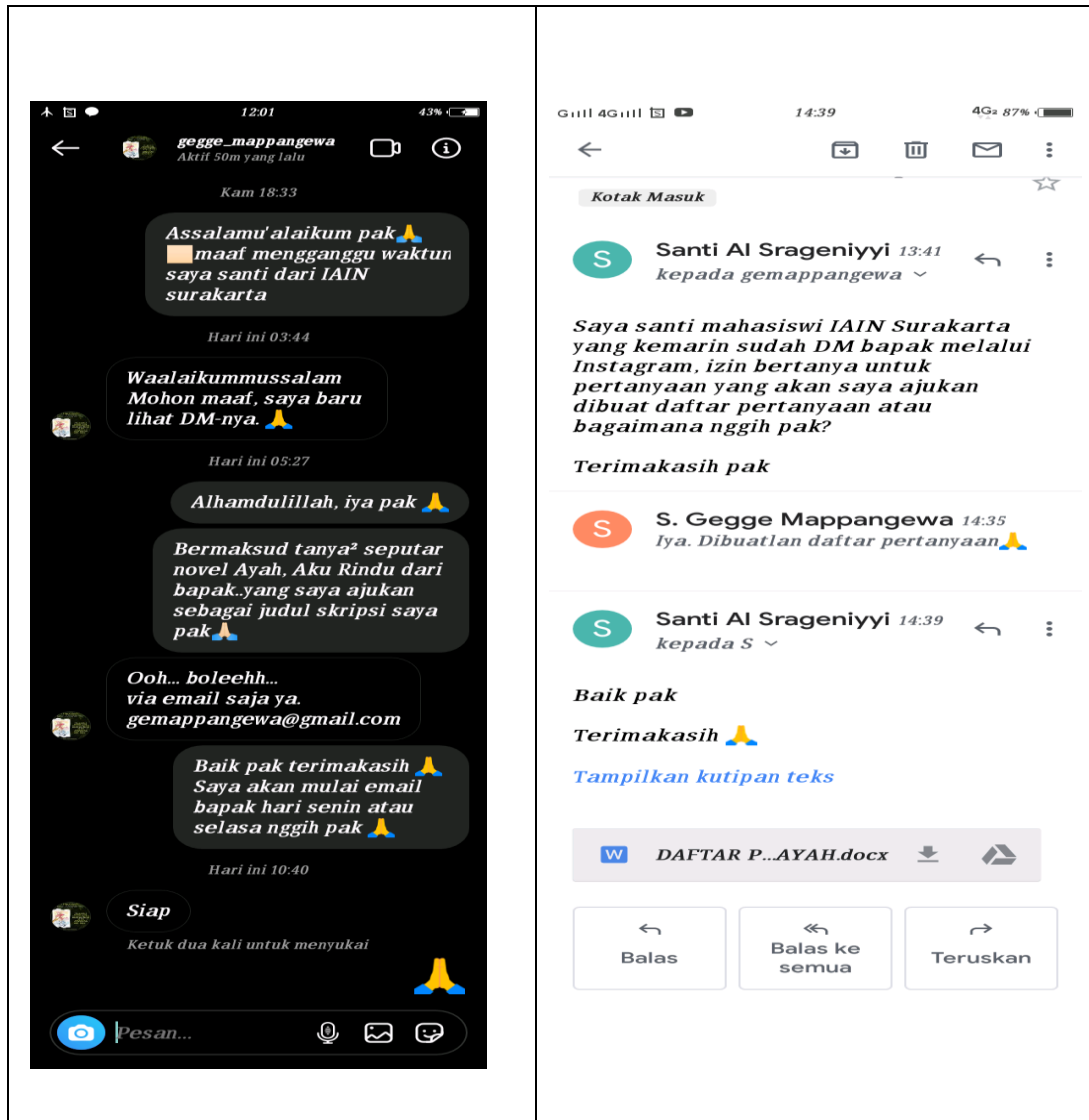 12:01
43%
gegge_mappangewa
Aktif 50m yang lalu
Kam 18:33
Assalamu'alaikum pak🙏
🏻maaf mengganggu waktun
saya santi dari IAIN
surakarta
Hari ini 03:44
Waalaikummussalam
Mohon maaf, saya baru
lihat DM-nya. 🙏
Hari ini 05:27
Alhamdulillah, iya pak 🙏
Bermaksud tanya² seputar
novel Ayah, Aku Rindu dari
bapak..yang saya ajukan
sebagai judul skripsi saya
pak🙏🏻
Ooh... boleehh...
via email saja ya.
gemappangewa@gmail.com
Baik pak terimakasih 🙏
Saya akan mulai email
bapak hari senin atau
selasa nggih pak 🙏
Hari ini 10:40
Siap
Ketuk dua kali untuk menyukai
🙏
Pesan...
G 4G
14:39
4G2 87%
Kotak Masuk
S
Santi Al Srageniyyi 13:41
kepada gemappangewa
Saya santi mahasiswi IAIN Surakarta
yang kemarin sudah DM bapak melalui
Instagram, izin bertanya untuk
pertanyaan yang akan saya ajukan
dibuat daftar pertanyaan atau
bagaimana nggih pak?
Terimakasih pak
S
S. Gegge Mappangewa 14:35
Iya. Dibuatlan daftar pertanyaan🙏
S
Santi Al Srageniyyi 14:39
kepada S
Baik pak
Terimakasih 🙏
Tampilkan kutipan teks
W
DAFTAR P...AYAH.docx
Balas
Balas ke
semua
Teruskan